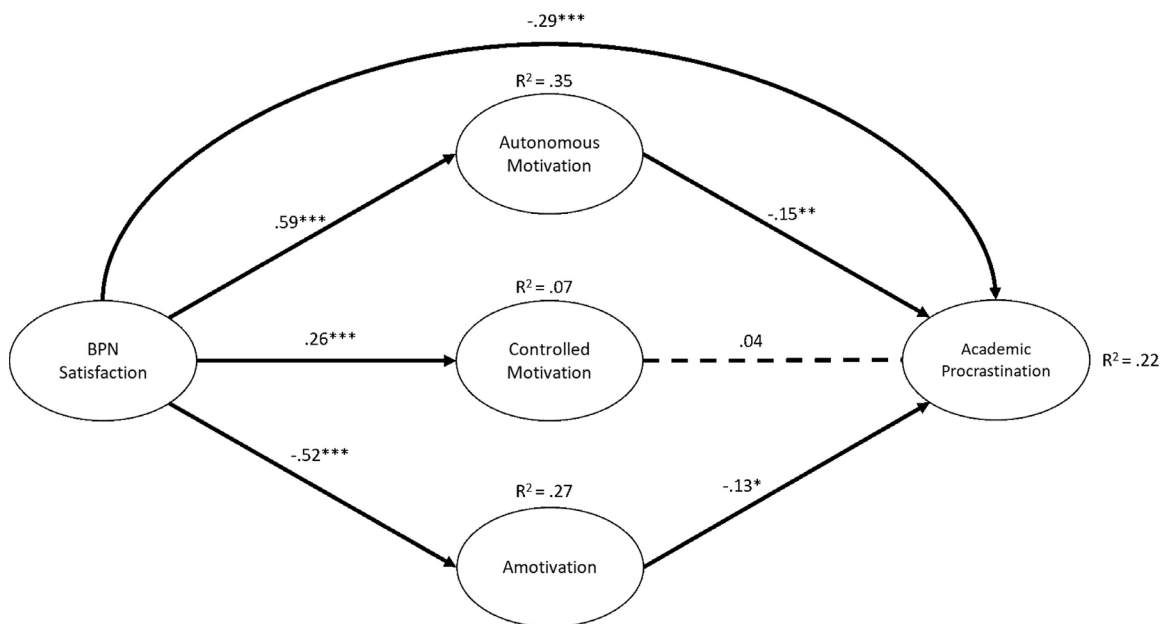 -.29***
R² = .35
Autonomous
Motivation
.59***
-.15**
R² = .07
BPN
Satisfaction
.26***
Controlled
Motivation
.04
Academic
Procrastination
R² = .22
-.52***
R² = .27
-.13*
Amotivation